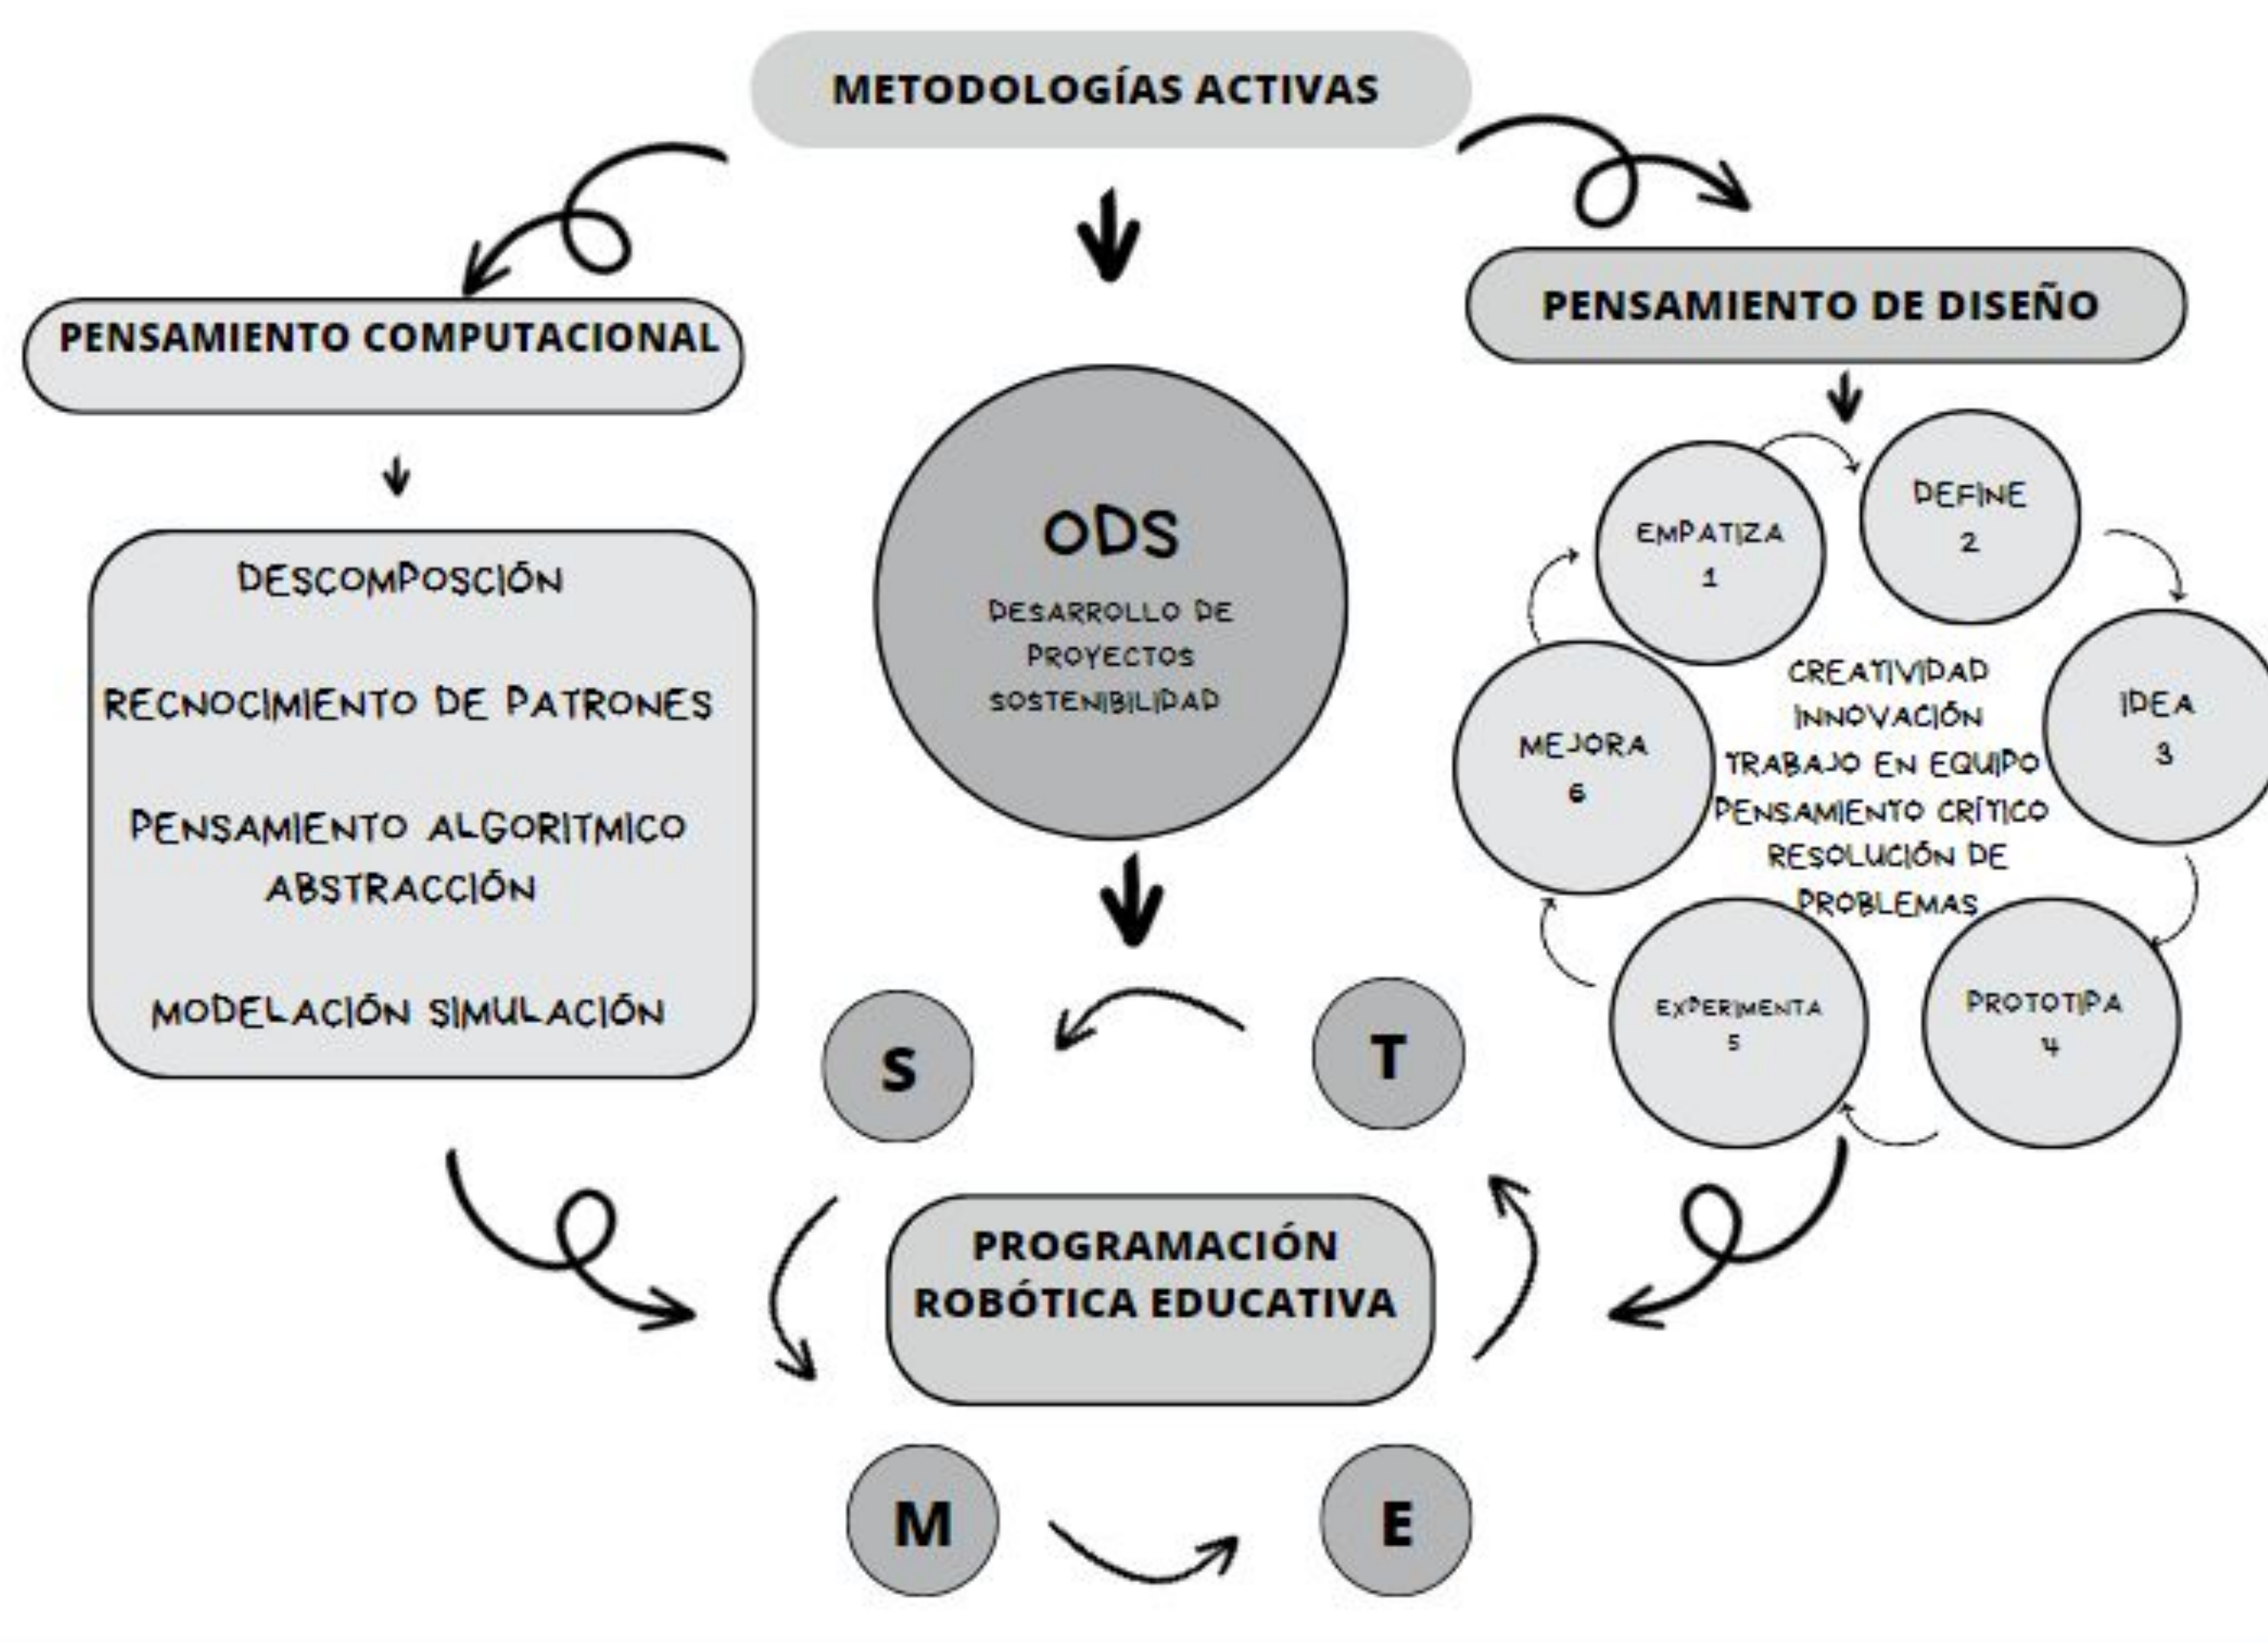 METODOLOGÍAS ACTIVAS
PENSAMIENTO COMPUTACIONAL
DESCOMPOSCIÓN
RECNOCIMIENTO DE PATRONES
PENSAMIENTO ALGORITMICO
ABSTRACCIÓN
MODELACIÓN SIMULACIÓN
ODS
DESARROLLO DE
PROYECTOS
SOSTENIBILIDAD
PENSAMIENTO DE DISEÑO
EMPATIZA
1
DEFINE
2
IDEA
3
PROTOTIPA
4
EXPERIMENTA
5
MEJORA
6
CREATIVIDAD
INNOVACIÓN
TRABAJO EN EQUIPO
PENSAMIENTO CRÍTICO
RESOLUCIÓN DE
PROBLEMAS
S
T
PROGRAMACIÓN
ROBÓTICA EDUCATIVA
M
E